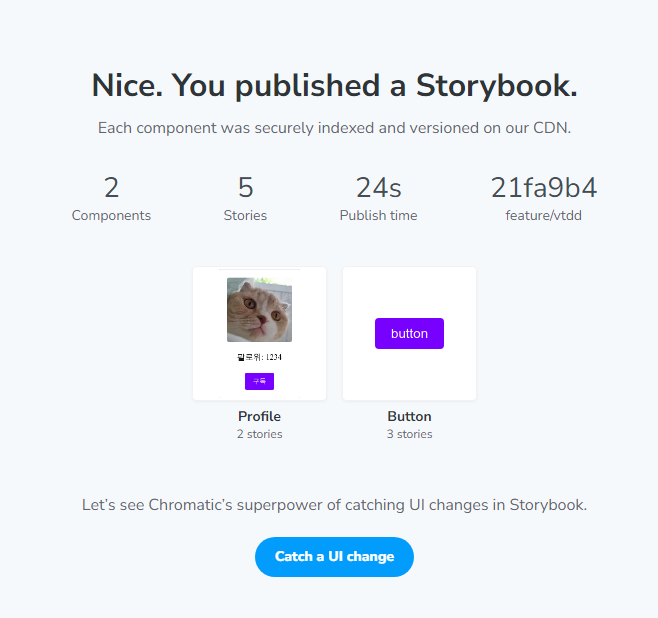 Nice. You published a Storybook.
Each component was securely indexed and versioned on our CDN.
2
Components
5
Stories
24s
Publish time
21fa9b4
feature/vtdd
팔로워: 1234
구독
button
Profile
2 stories
Button
3 stories
Let's see Chromatic's superpower of catching UI changes in Storybook.
Catch a UI change